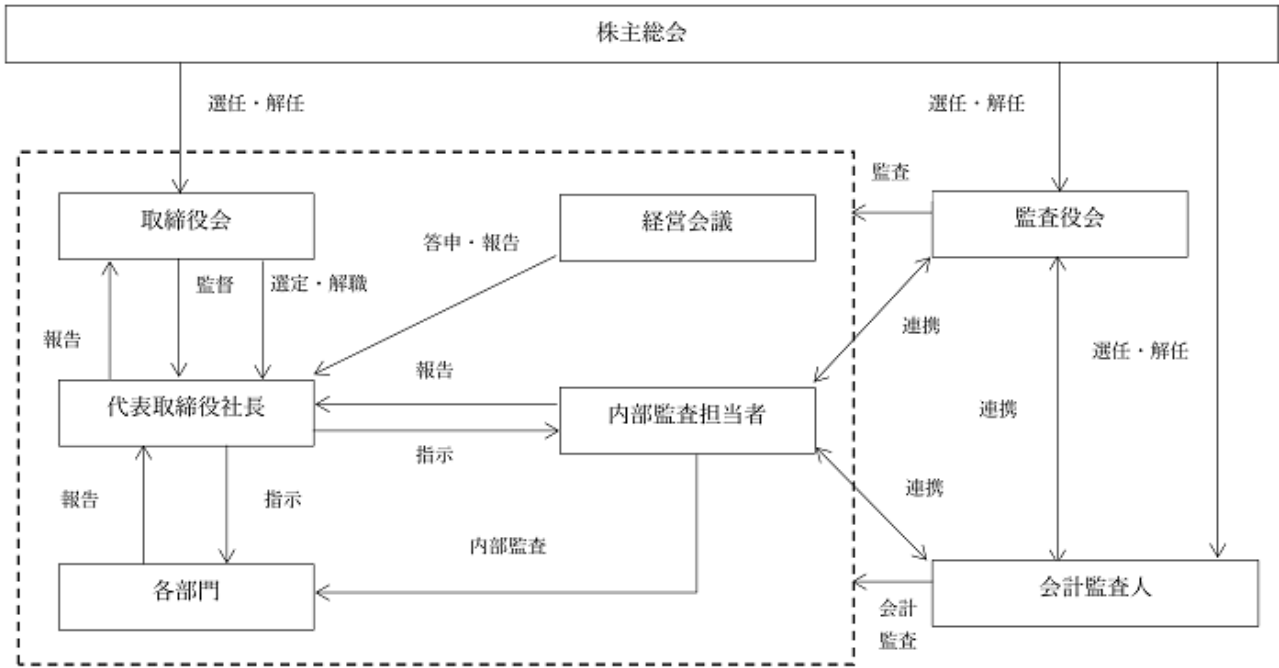 株主総会
選任・解任
選任・解任
監査
取締役会
経営会議
監査役会
答申・報告
監督
選定・解職
報告
連携
選任・解任
報告
代表取締役社長
内部監査担当者
連携
指示
報告
指示
連携
内部監査
各部門
会計監査人
会計
監査